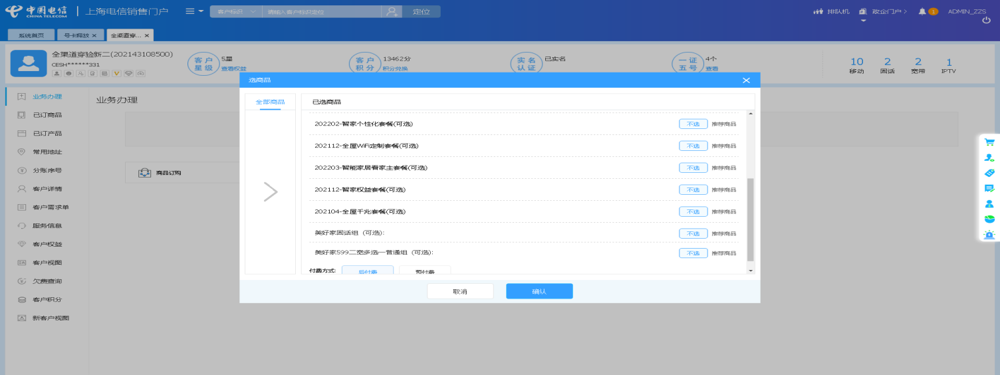 中国电信 CHINA TELECOM 上海电信销售门户 客户标识 请输入客户标识定位 定位 排队机 政企门户 1 ADMIN_ZZS
系统首页 号卡释放 × 全渠道穿... ×
全渠道穿验新二(202143108500)
CESH******331
客户星级 5星 查看权益
客户积分 13462分 积分兑换
实名认证 已实名
一证五号 4个 查看
10 移动
2 固话
2 宽带
1 IPTV
业务办理
已订商品
已订产品
常用地址
分账序号
客户详情
客户需求单
服务信息
客户权益
客户视图
欠费查询
客户积分
新客户视图
业务办理
商品订购
选商品
全部商品
已选商品
202202-智家个性化套餐(可选) 不选 推荐商品
202112-全屋WiFi定制套餐(可选) 不选 推荐商品
202203-智能家居看家主套餐(可选) 不选 推荐商品
202112-智家权益套餐(可选) 不选 推荐商品
202104-全屋千兆套餐(可选) 不选 推荐商品
美好家固话组 (可选): 不选 推荐商品
美好家599二宽多选一普通组 (可选): 不选 推荐商品
付费方式: 后付费 预付费
取消 确认